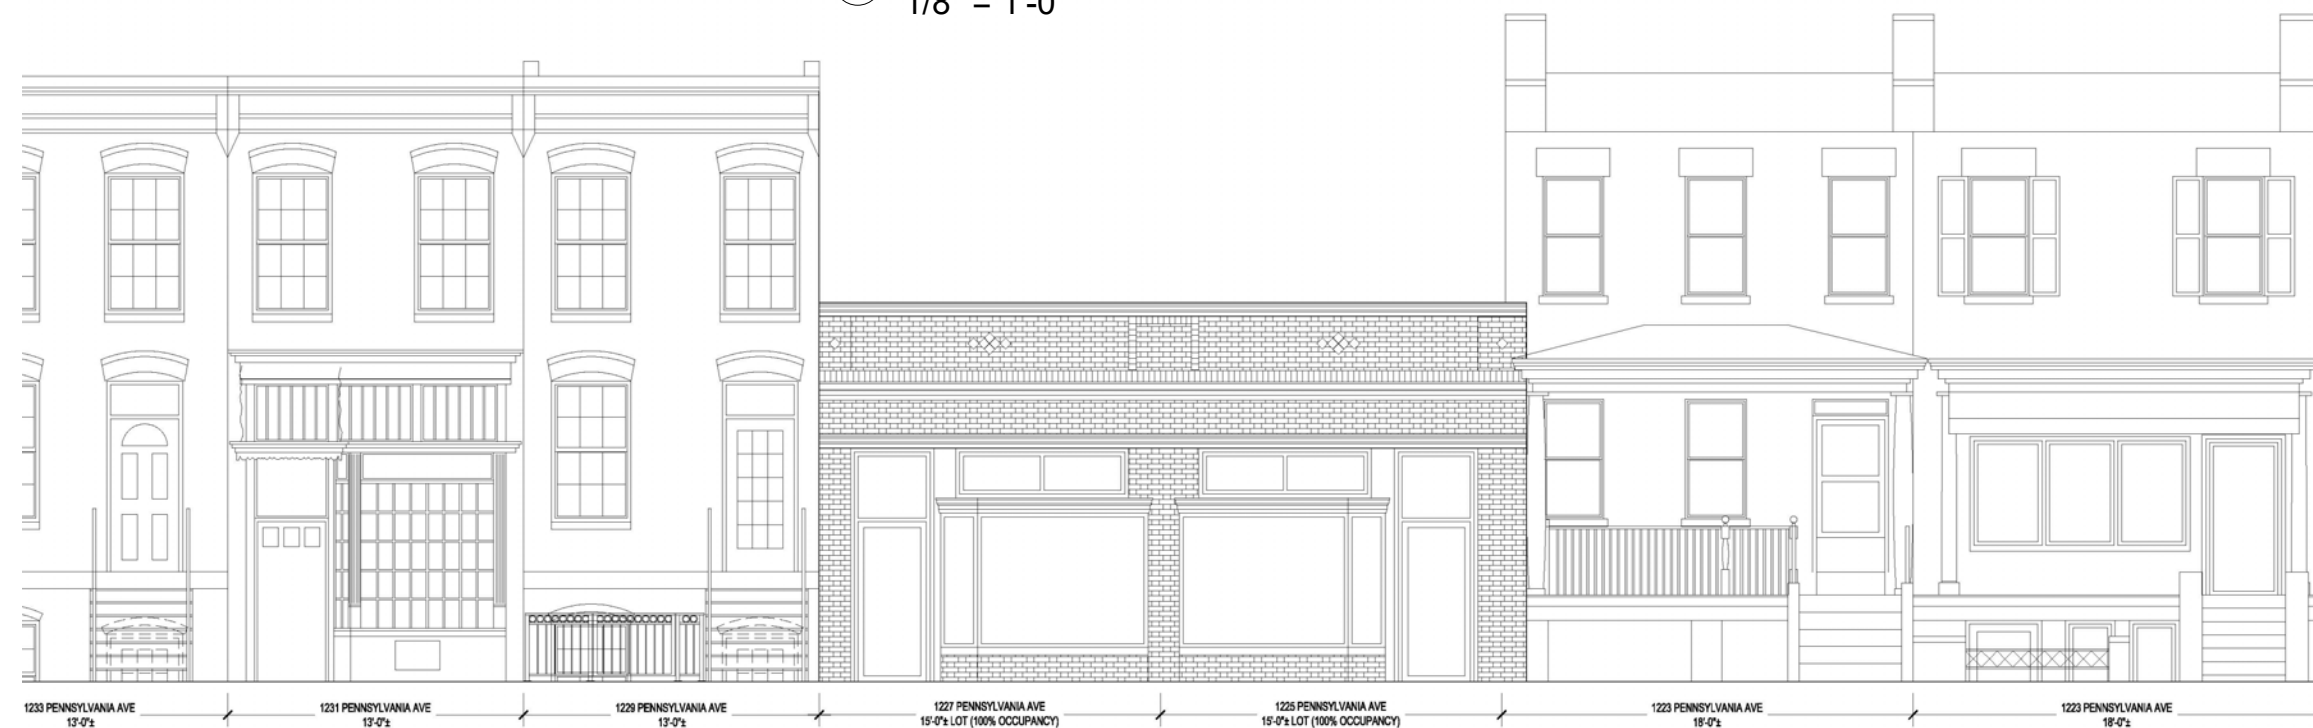 1/8" = 1'-0"
1233 PENNSYLVANIA AVE
13'-0"±
1231 PENNSYLVANIA AVE
13'-0"±
1229 PENNSYLVANIA AVE
13'-0"±
1227 PENNSYLVANIA AVE
15'-0"± LOT (100% OCCUPANCY)
1225 PENNSYLVANIA AVE
15'-0"± LOT (100% OCCUPANCY)
1223 PENNSYLVANIA AVE
18'-0"±
1223 PENNSYLVANIA AVE
18'-0"±